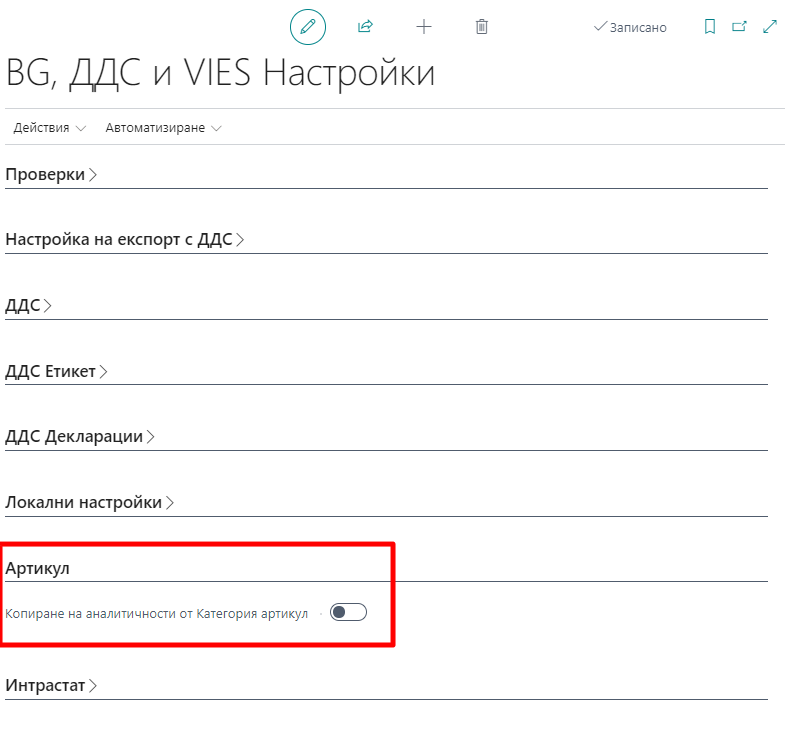 Записано
BG, ДДС и VIES Настройки
Действия Автоматизиране
Проверки
Настройка на експорт с ДДС
ДДС
ДДС Етикет
ДДС Декларации
Локални настройки
Артикул
Копиране на аналитичности от Категория артикул
Интрастат